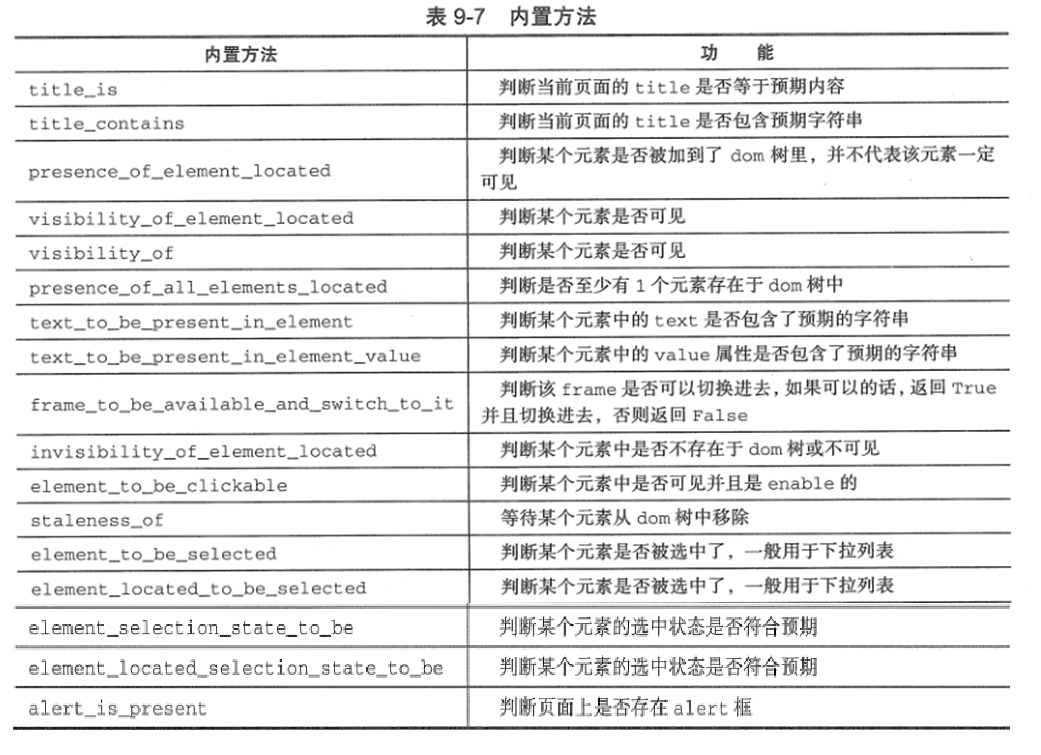 表 9-7 内置方法
内置方法 功 能
title_is 判断当前页面的 title 是否等于预期内容
title_contains 判断当前页面的 title 是否包含预期字符串
presence_of_element_located 判断某个元素是否被加到了 dom 树里，并不代表该元素一定
可见
visibility_of_element_located 判断某个元素是否可见
visibility_of 判断某个元素是否可见
presence_of_all_elements_located 判断是否至少有 1 个元素存在于 dom 树中
text_to_be_present_in_element 判断某个元素中的 text 是否包含了预期的字符串
text_to_be_present_in_element_value 判断某个元素中的 value 属性是否包含了预期的字符串
frame_to_be_available_and_switch_to_it 判断该 frame 是否可以切换进去，如果可以的话，返回 True
并且切换进去，否则返回 False
invisibility_of_element_located 判断某个元素中是否不存在于 dom 树或不可见
element_to_be_clickable 判断某个元素中是否可见并且是 enable 的
staleness_of 等待某个元素从 dom 树中移除
element_to_be_selected 判断某个元素是否被选中了，一般用于下拉列表
element_located_to_be_selected 判断某个元素是否被选中了，一般用于下拉列表
element_selection_state_to_be 判断某个元素的选中状态是否符合预期
element_located_selection_state_to_be 判断某个元素的选中状态是否符合预期
alert_is_present 判断页面上是否存在 alert 框